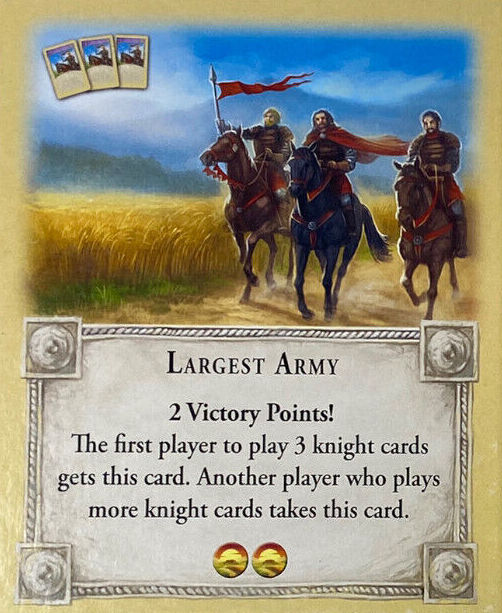 Largest Army
2 Victory Points!
The first player to play 3 knight cards
gets this card. Another player who plays
more knight cards takes this card.